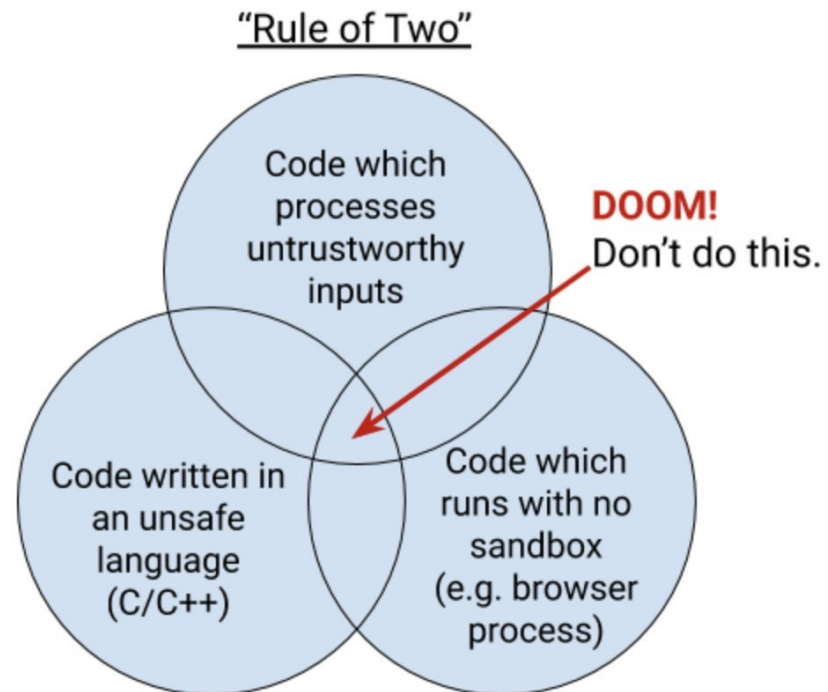 “Rule of Two”
Code which
processes
untrustworthy
inputs
DOOM!
Don’t do this.
Code written in
an unsafe
language
(C/C++)
Code which
runs with no
sandbox
(e.g. browser
process)